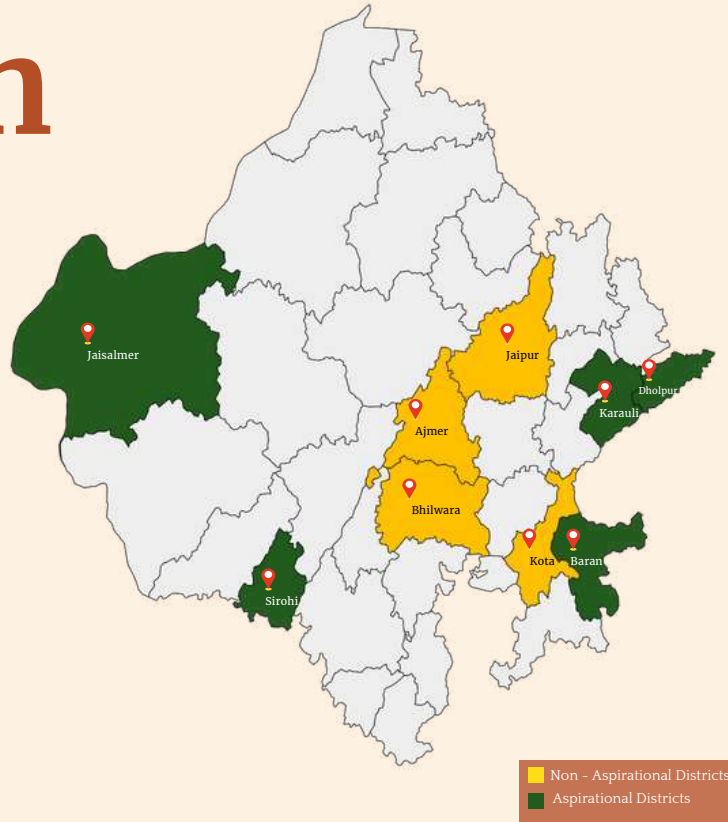 n
Jaisalmer
Jaipur
Dholpur
Karauli
Ajmer
Bhilwara
Kota
Baran
Sirohi
Non - Aspirational Districts
Aspirational Districts